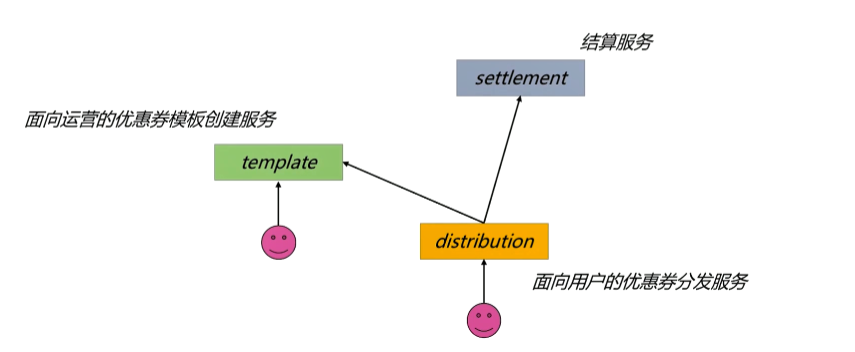 结算服务
settlement
面向运营的优惠券模板创建服务
template
distribution
面向用户的优惠券分发服务